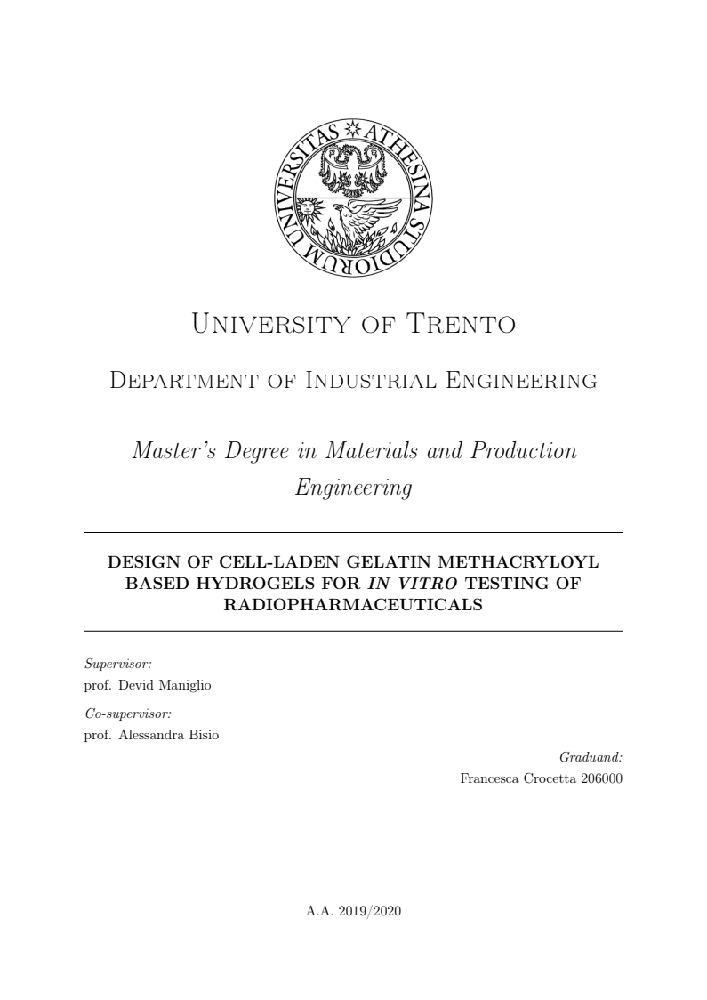 UNIVERSITAS ATHESINA STUDIORUM
University of Trento
Department of Industrial Engineering
Master's Degree in Materials and Production
Engineering
DESIGN OF CELL-LADEN GELATIN METHACRYLOYL
BASED HYDROGELS FOR IN VITRO TESTING OF
RADIOPHARMACEUTICALS
Supervisor:
prof. Devid Maniglio
Co-supervisor:
prof. Alessandra Bisio
Graduand:
Francesca Crocetta 206000
A.A. 2019/2020